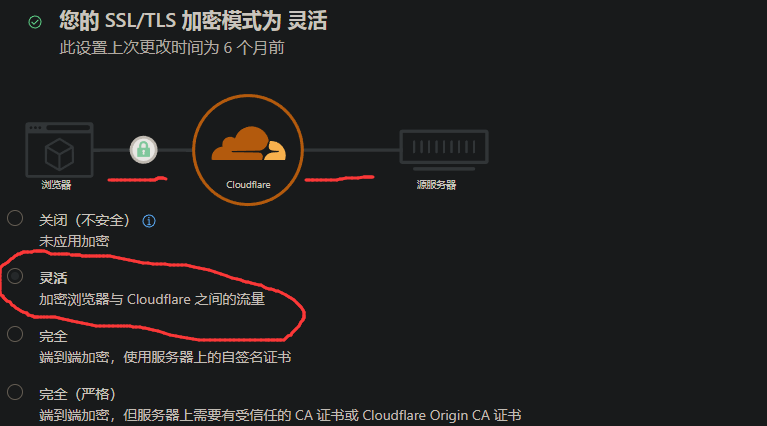 您的 SSL/TLS 加密模式为 灵活
此设置上次更改时间为 6 个月前
浏览器
Cloudflare
源服务器
关闭（不安全）
未应用加密
灵活
加密浏览器与 Cloudflare 之间的流量
完全
端到端加密，使用服务器上的自签名证书
完全（严格）
端到端加密，但服务器上需要有受信任的 CA 证书或 Cloudflare Origin CA 证书